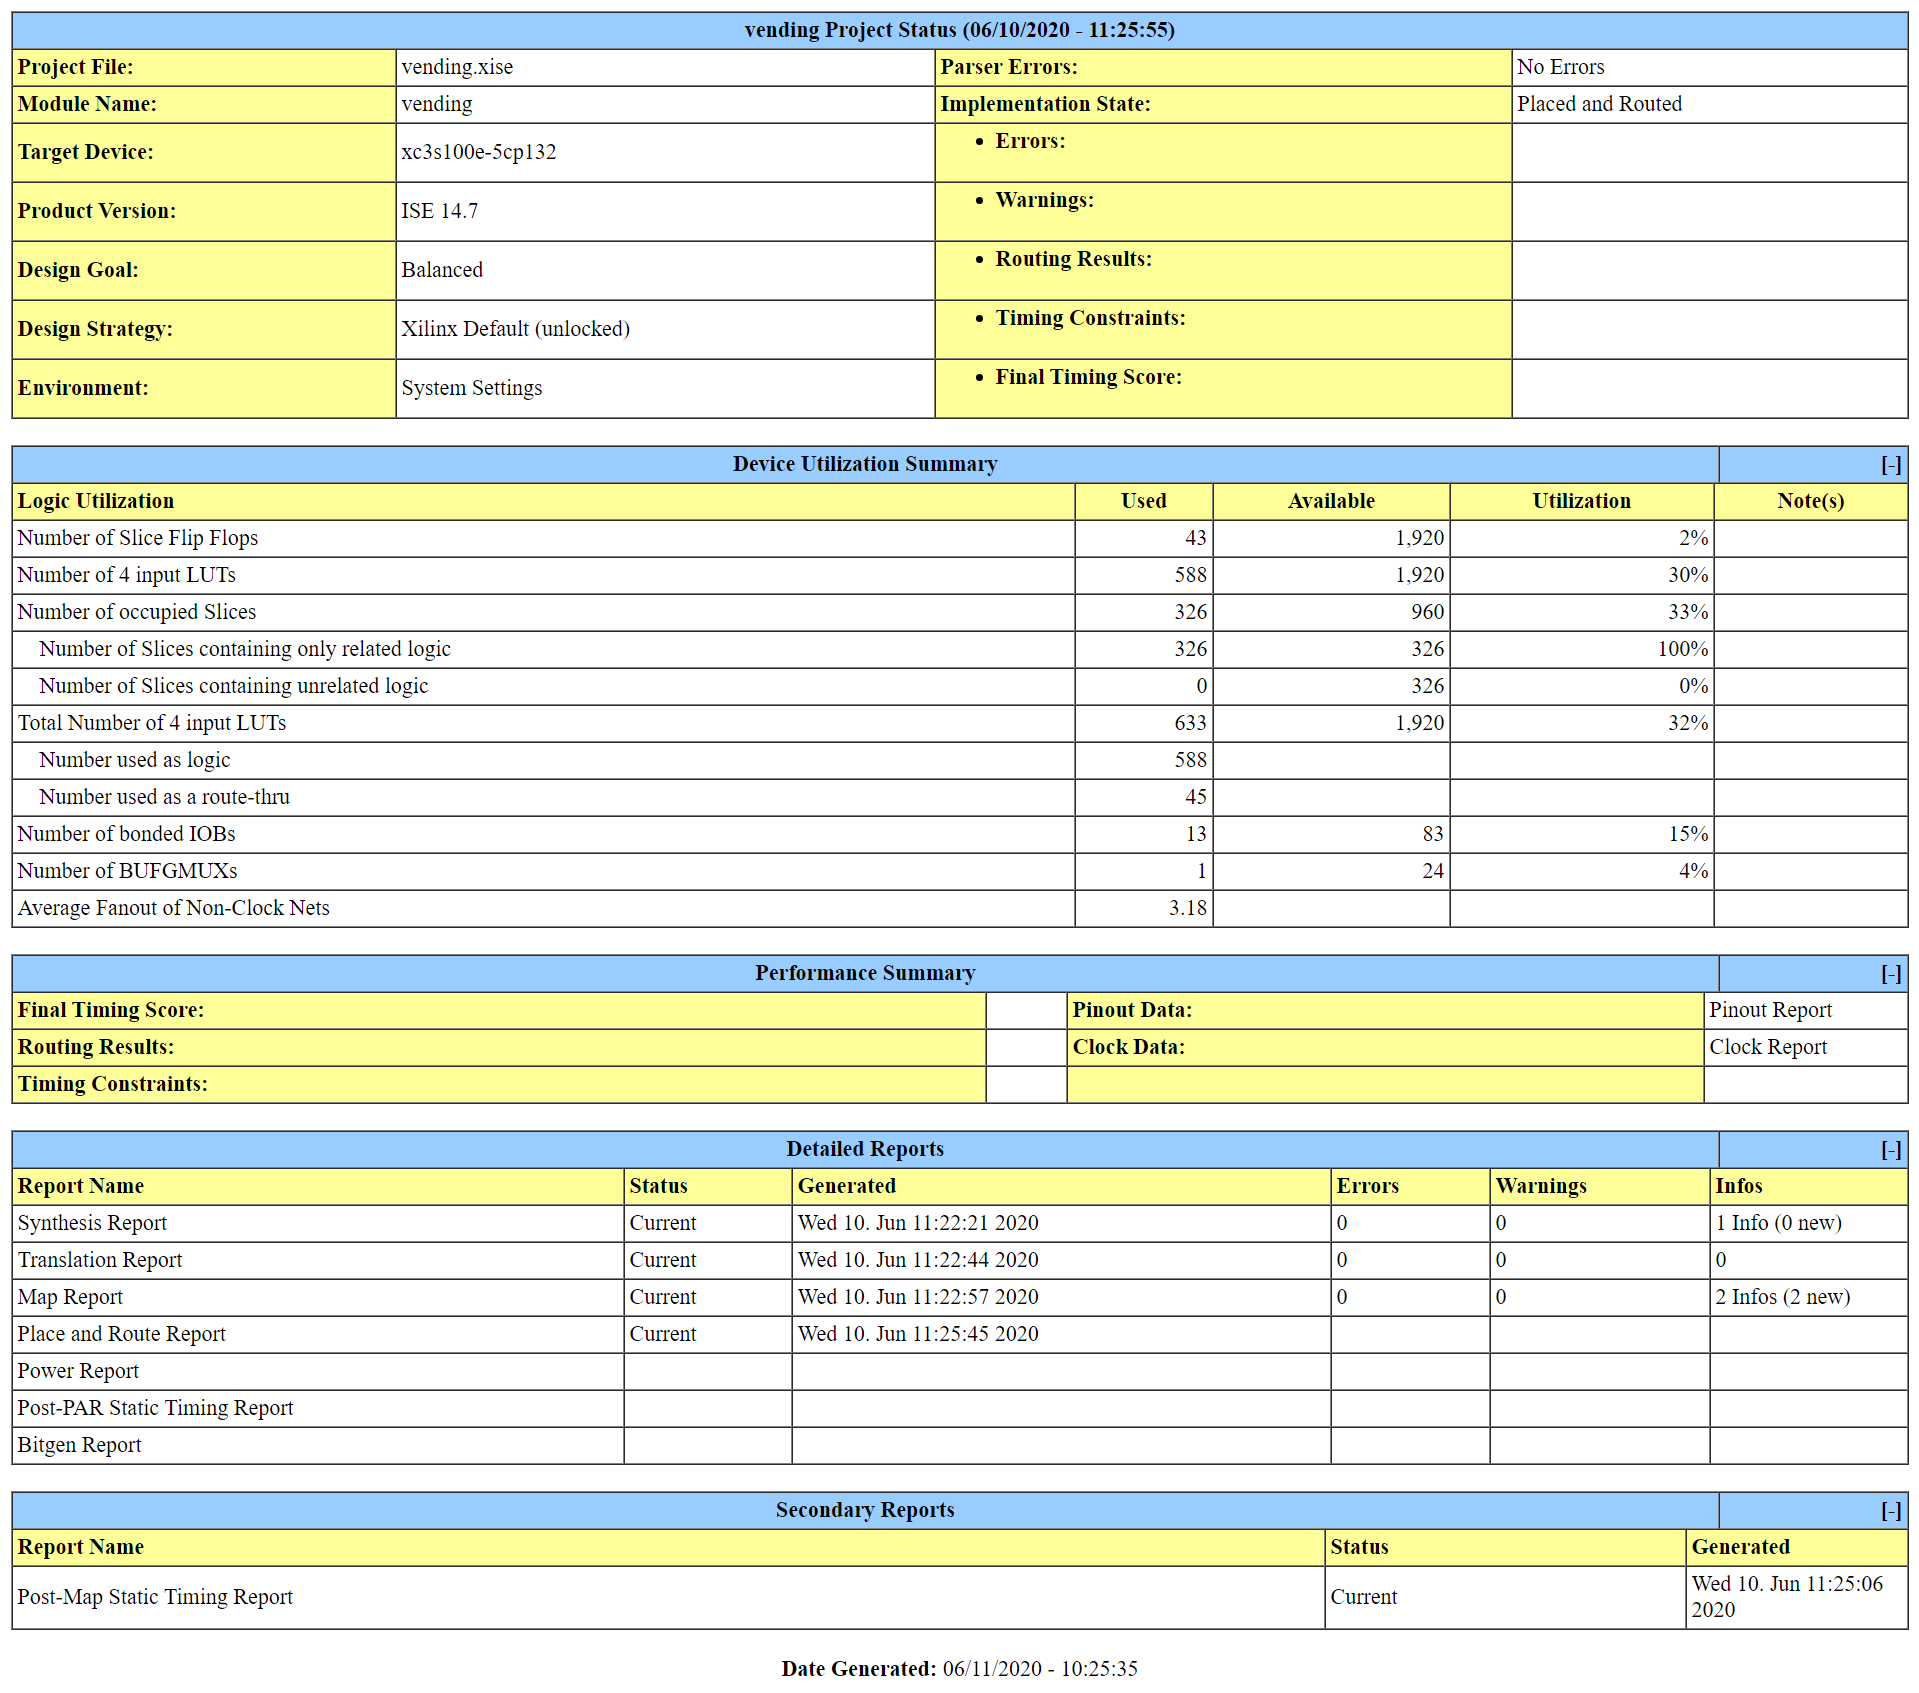 vending Project Status (06/10/2020 - 11:25:55)
Project File: vending.xise Parser Errors: No Errors
Module Name: vending Implementation State: Placed and Routed
Target Device: xc3s100e-5cp132 • Errors:
Product Version: ISE 14.7 • Warnings:
Design Goal: Balanced • Routing Results:
Design Strategy: Xilinx Default (unlocked) • Timing Constraints:
Environment: System Settings • Final Timing Score:
Device Utilization Summary [-]
Logic Utilization Used Available Utilization Note(s)
Number of Slice Flip Flops 43 1,920 2%
Number of 4 input LUTs 588 1,920 30%
Number of occupied Slices 326 960 33%
Number of Slices containing only related logic 326 326 100%
Number of Slices containing unrelated logic 0 326 0%
Total Number of 4 input LUTs 633 1,920 32%
Number used as logic 588
Number used as a route-thru 45
Number of bonded IOBs 13 83 15%
Number of BUFGMUXs 1 24 4%
Average Fanout of Non-Clock Nets 3.18
Performance Summary [-]
Final Timing Score: Pinout Data: Pinout Report
Routing Results: Clock Data: Clock Report
Timing Constraints:
Detailed Reports [-]
Report Name Status Generated Errors Warnings Infos
Synthesis Report Current Wed 10. Jun 11:22:21 2020 0 0 1 Info (0 new)
Translation Report Current Wed 10. Jun 11:22:44 2020 0 0 0
Map Report Current Wed 10. Jun 11:22:57 2020 0 0 2 Infos (2 new)
Place and Route Report Current Wed 10. Jun 11:25:45 2020
Power Report
Post-PAR Static Timing Report
Bitgen Report
Secondary Reports [-]
Report Name Status Generated
Post-Map Static Timing Report Current Wed 10. Jun 11:25:06
2020
Date Generated: 06/11/2020 - 10:25:35